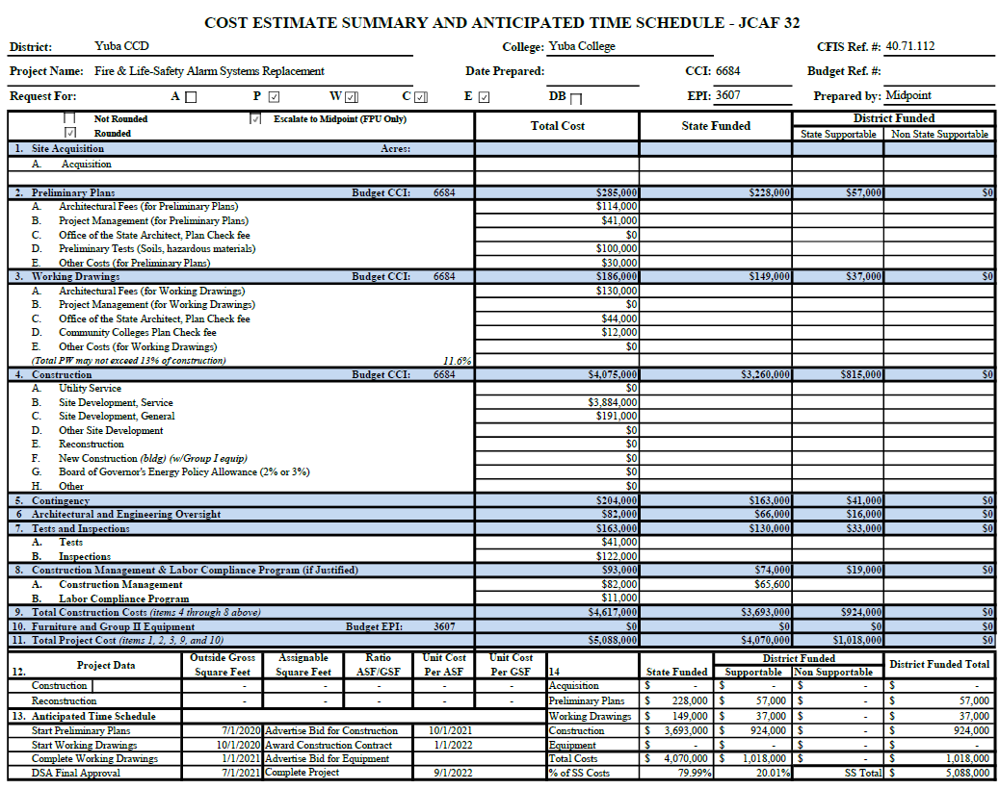 COST ESTIMATE SUMMARY AND ANTICIPATED TIME SCHEDULE - JCAF 32
District: Yuba CCD College: Yuba College CFIS Ref. #: 40.71.112
Project Name: Fire & Life-Safety Alarm Systems Replacement Date Prepared: CCI: 6684 Budget Ref. #:
Request For: A P W C E DB EPI: 3607 Prepared by: Midpoint
Not Rounded Escalate to Midpoint (FPU Only) Total Cost State Funded District Funded
Rounded State Supportable Non State Supportable
1. Site Acquisition Acres:
A. Acquisition
2. Preliminary Plans Budget CCI: 6684 $285,000 $228,000 $57,000 $0
A. Architectural Fees (for Preliminary Plans) $114,000
B. Project Management (for Preliminary Plans) $41,000
C. Office of the State Architect, Plan Check fee $0
D. Preliminary Tests (Soils, hazardous materials) $100,000
E. Other Costs (for Preliminary Plans) $30,000
3. Working Drawings Budget CCI: 6684 $186,000 $149,000 $37,000 $0
A. Architectural Fees (for Working Drawings) $130,000
B. Project Management (for Working Drawings) $0
C. Office of the State Architect, Plan Check fee $44,000
D. Community Colleges Plan Check fee $12,000
E. Other Costs (for Working Drawings) $0
(Total PW may not exceed 13% of construction) 11.6%
4. Construction Budget CCI: 6684 $4,075,000 $3,260,000 $815,000 $0
A. Utility Service $0
B. Site Development, Service $3,884,000
C. Site Development, General $191,000
D. Other Site Development $0
E. Reconstruction $0
F. New Construction (bldg) (w/Group I equip) $0
G. Board of Governor's Energy Policy Allowance (2% or 3%) $0
H. Other $0
5. Contingency $204,000 $163,000 $41,000 $0
6 Architectural and Engineering Oversight $82,000 $66,000 $16,000 $0
7. Tests and Inspections $163,000 $130,000 $33,000 $0
A. Tests $41,000
B. Inspections $122,000
8. Construction Management & Labor Compliance Program (if Justified) $93,000 $74,000 $19,000 $0
A. Construction Management $82,000 $65,600
B. Labor Compliance Program $11,000
9. Total Construction Costs (items 4 through 8 above) $4,617,000 $3,693,000 $924,000 $0
10. Furniture and Group II Equipment Budget EPI: 3607 $0 $0 $0 $0
11. Total Project Cost (items 1, 2, 3, 9, and 10) $5,088,000 $4,070,000 $1,018,000 $0
12. Project Data Outside Gross Square Feet Assignable Square Feet Ratio ASF/GSF Unit Cost Per ASF Unit Cost Per GSF 14 State Funded District Funded Supportable Non Supportable District Funded Total
Construction - - - - - Acquisition $ - $ - $ - $ -
Reconstruction - - - - - Preliminary Plans $ 228,000 $ 57,000 $ - $ 57,000
13. Anticipated Time Schedule Working Drawings $ 149,000 $ 37,000 $ - $ 37,000
Start Preliminary Plans 7/1/2020 Advertise Bid for Construction 10/1/2021 Construction $ 3,693,000 $ 924,000 $ - $ 924,000
Start Working Drawings 10/1/2020 Award Construction Contract 1/1/2022 Equipment $ - $ - $ - $ -
Complete Working Drawings 1/1/2021 Advertise Bid for Equipment Total Costs $ 4,070,000 $ 1,018,000 $ - $ 1,018,000
DSA Final Approval 7/1/2021 Complete Project 9/1/2022 % of SS Costs 79.99% 20.01% SS Total $ 5,088,000